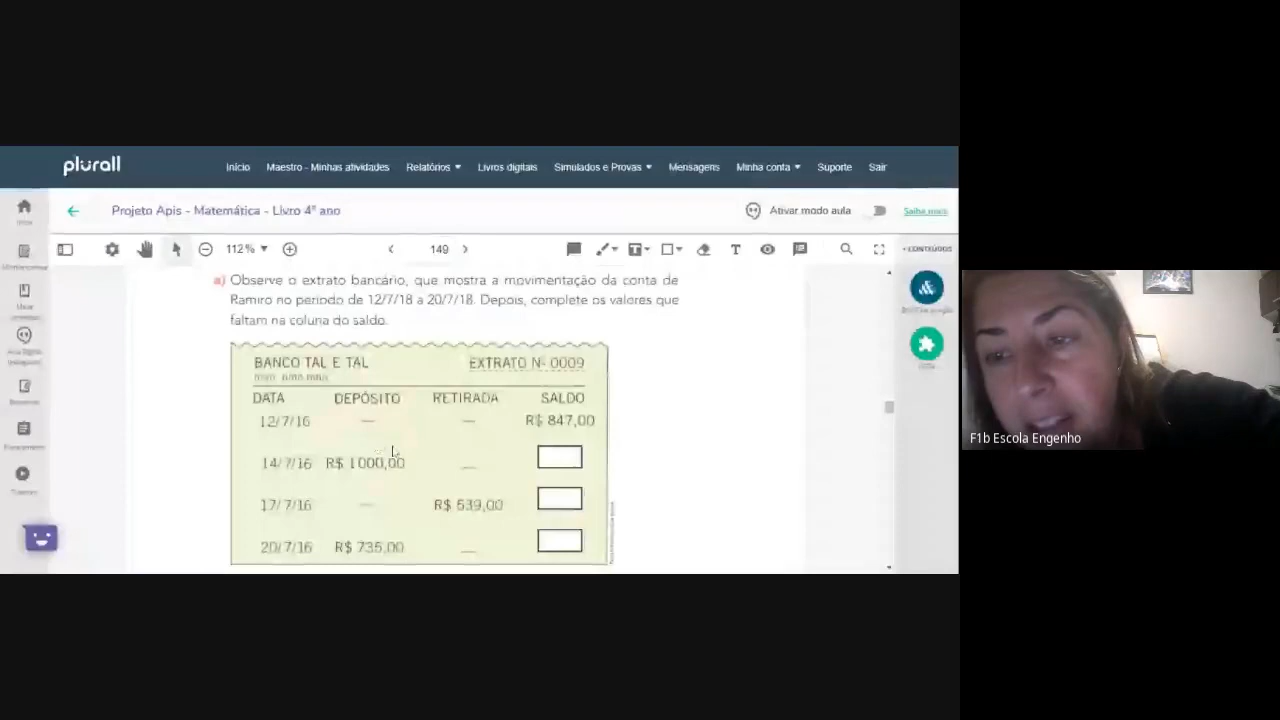 plurall
Início Maestro - Minhas atividades Relatórios Livros digitais Simulados e Provas Mensagens Minha conta Suporte Sair
Projeto Apis - Matemática - Livro 4º ano Ativar modo aula Saiba mais
112% 149 T + CONTEÚDOS
a) Observe o extrato bancário, que mostra a movimentação da conta de
Ramiro no período de 12/7/18 a 20/7/18. Depois, complete os valores que
faltam na coluna do saldo.
BANCO TAL E TAL EXTRATO Nº 0009
DATA DEPÓSITO RETIRADA SALDO
12/7/16 — — R$ 847,00
14/7/16 R$ 1000,00 —
17/7/16 — R$ 539,00
20/7/16 R$ 735,00 —
F1b Escola Engenho